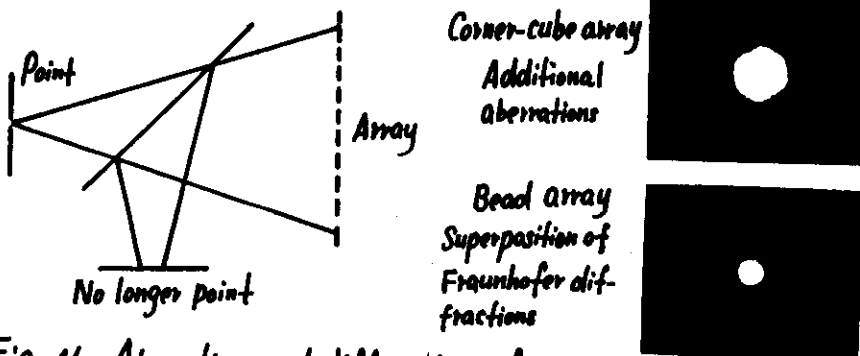 Point
Array
No longer point
Corner-cube array
Additional
aberrations
Bead array
Superposition of
Fraunhofer dif-
fractions